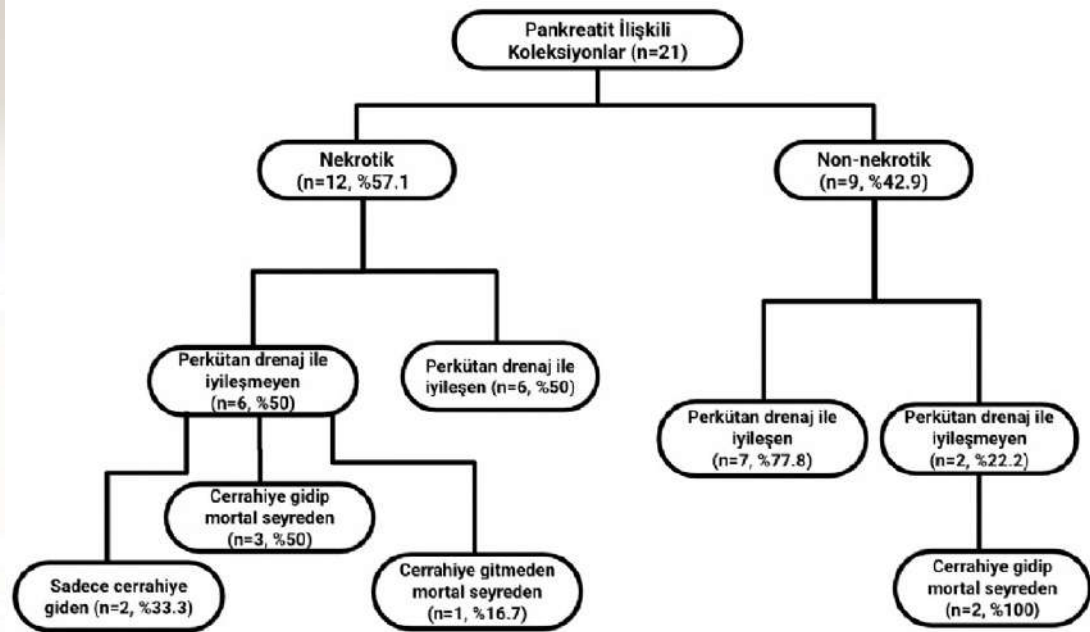 Pankreatit İlişkili
Koleksiyonlar (n=21)
Nekrotik
(n=12, %57.1
Non-nekrotik
(n=9, %42.9)
Perkütan drenaj ile
iyileşmeyen
(n=6, %50)
Perkütan drenaj ile
iyileşen (n=6, %50)
Perkütan drenaj ile
iyileşen
(n=7, %77.8)
Perkütan drenaj ile
iyileşmeyen
(n=2, %22.2)
Cerrahiye gidip
mortal seyreden
(n=3, %50)
Sadece cerrahiye
giden (n=2, %33.3)
Cerrahiye gitmeden
mortal seyreden
(n=1, %16.7)
Cerrahiye gidip
mortal seyreden
(n=2, %100)